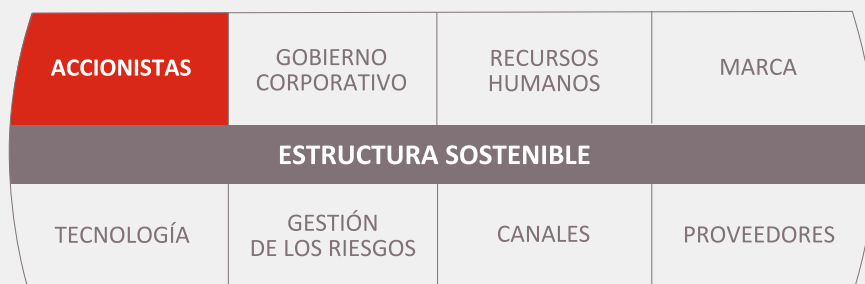 ACCIONISTAS
GOBIERNO
CORPORATIVO
RECURSOS
HUMANOS
MARCA
ESTRUCTURA SOSTENIBLE
TECNOLOGÍA
GESTIÓN
DE LOS RIESGOS
CANALES
PROVEEDORES